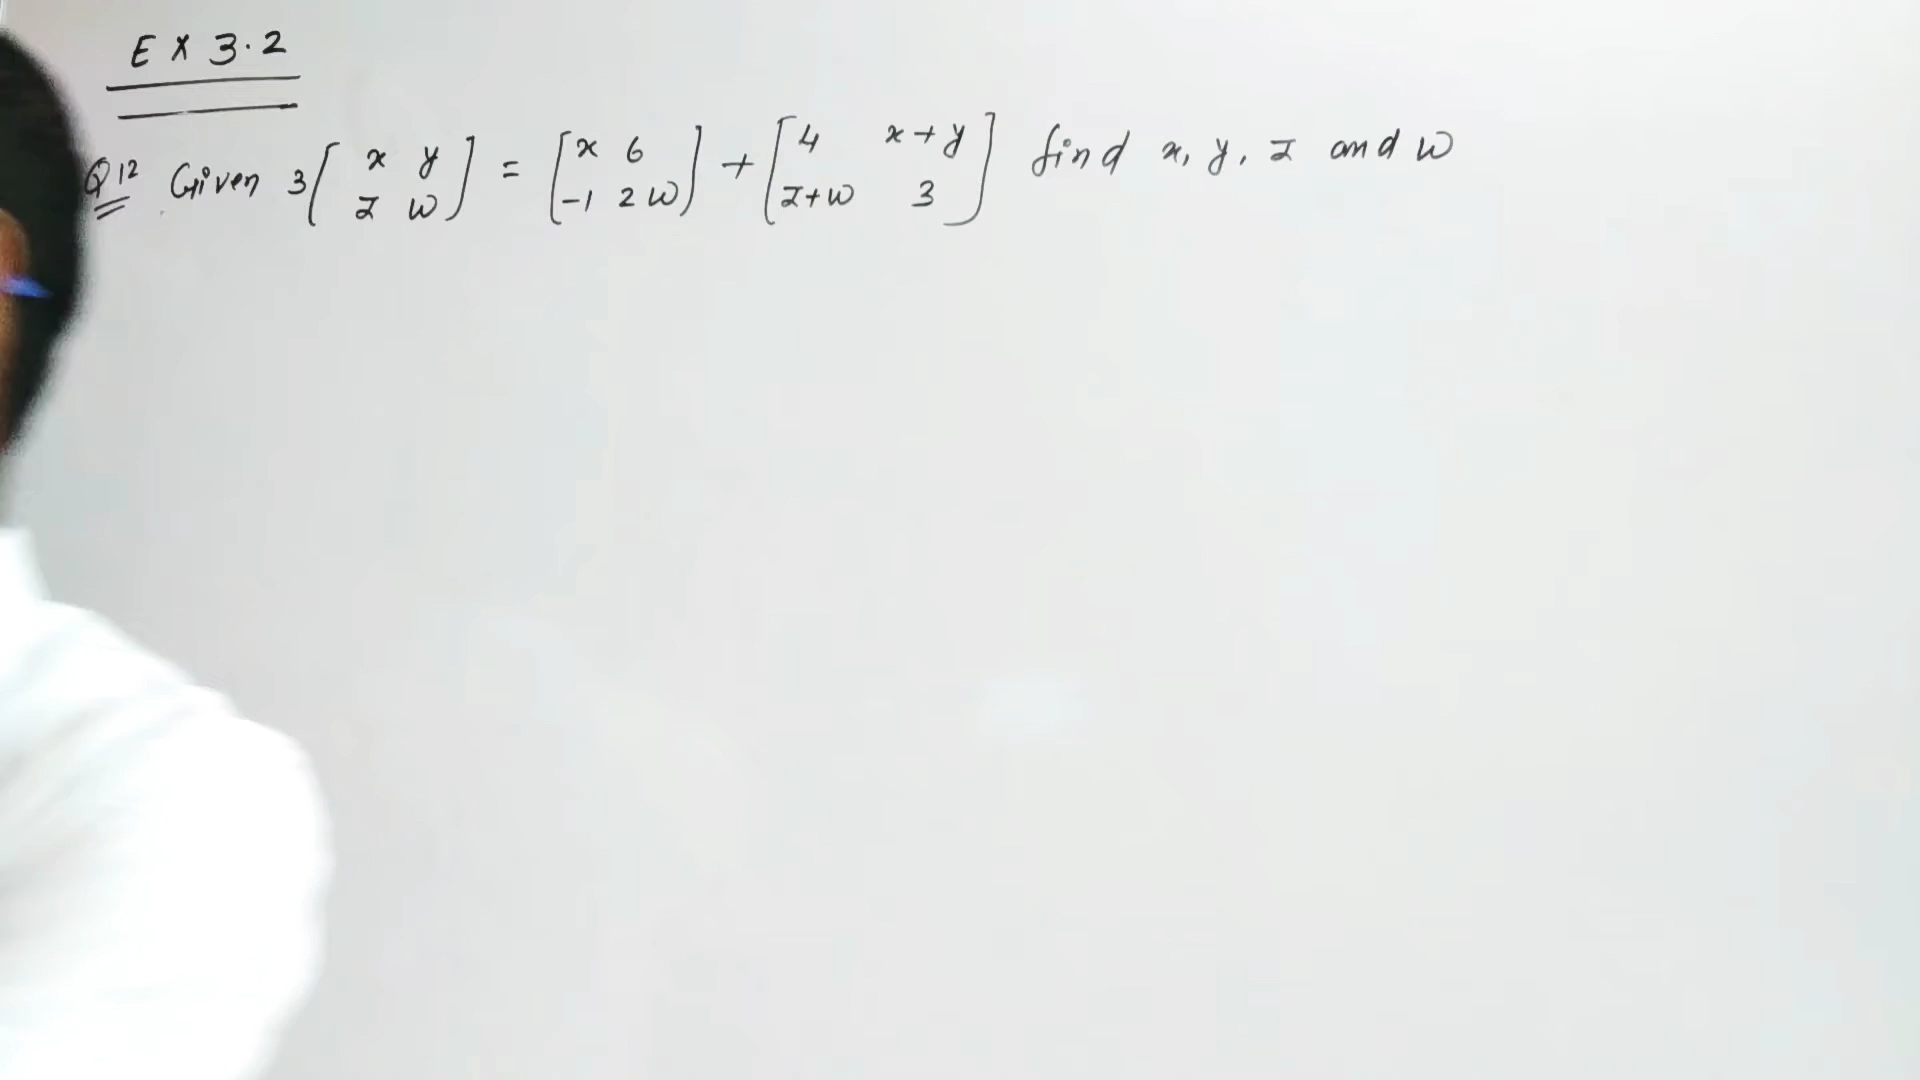 Ex 3.2
Q12 Given 3[x y z w] = [x 6 -1 2w] + [4 x+y z+w 3] find x, y, z and w